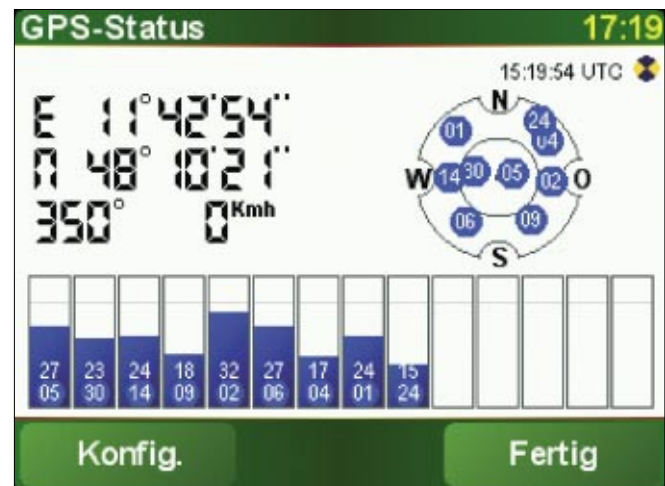 GPS-Status 17:19
15:19:54 UTC
E 11°42'54"
N 48°10'21"
350° 0 Kmh
N
01 24 04
W 14 30 05 02 O
06 09
S
27 23 24 18 32 27 17 24 15
05 30 14 09 02 06 04 01 24
Konfig. Fertig